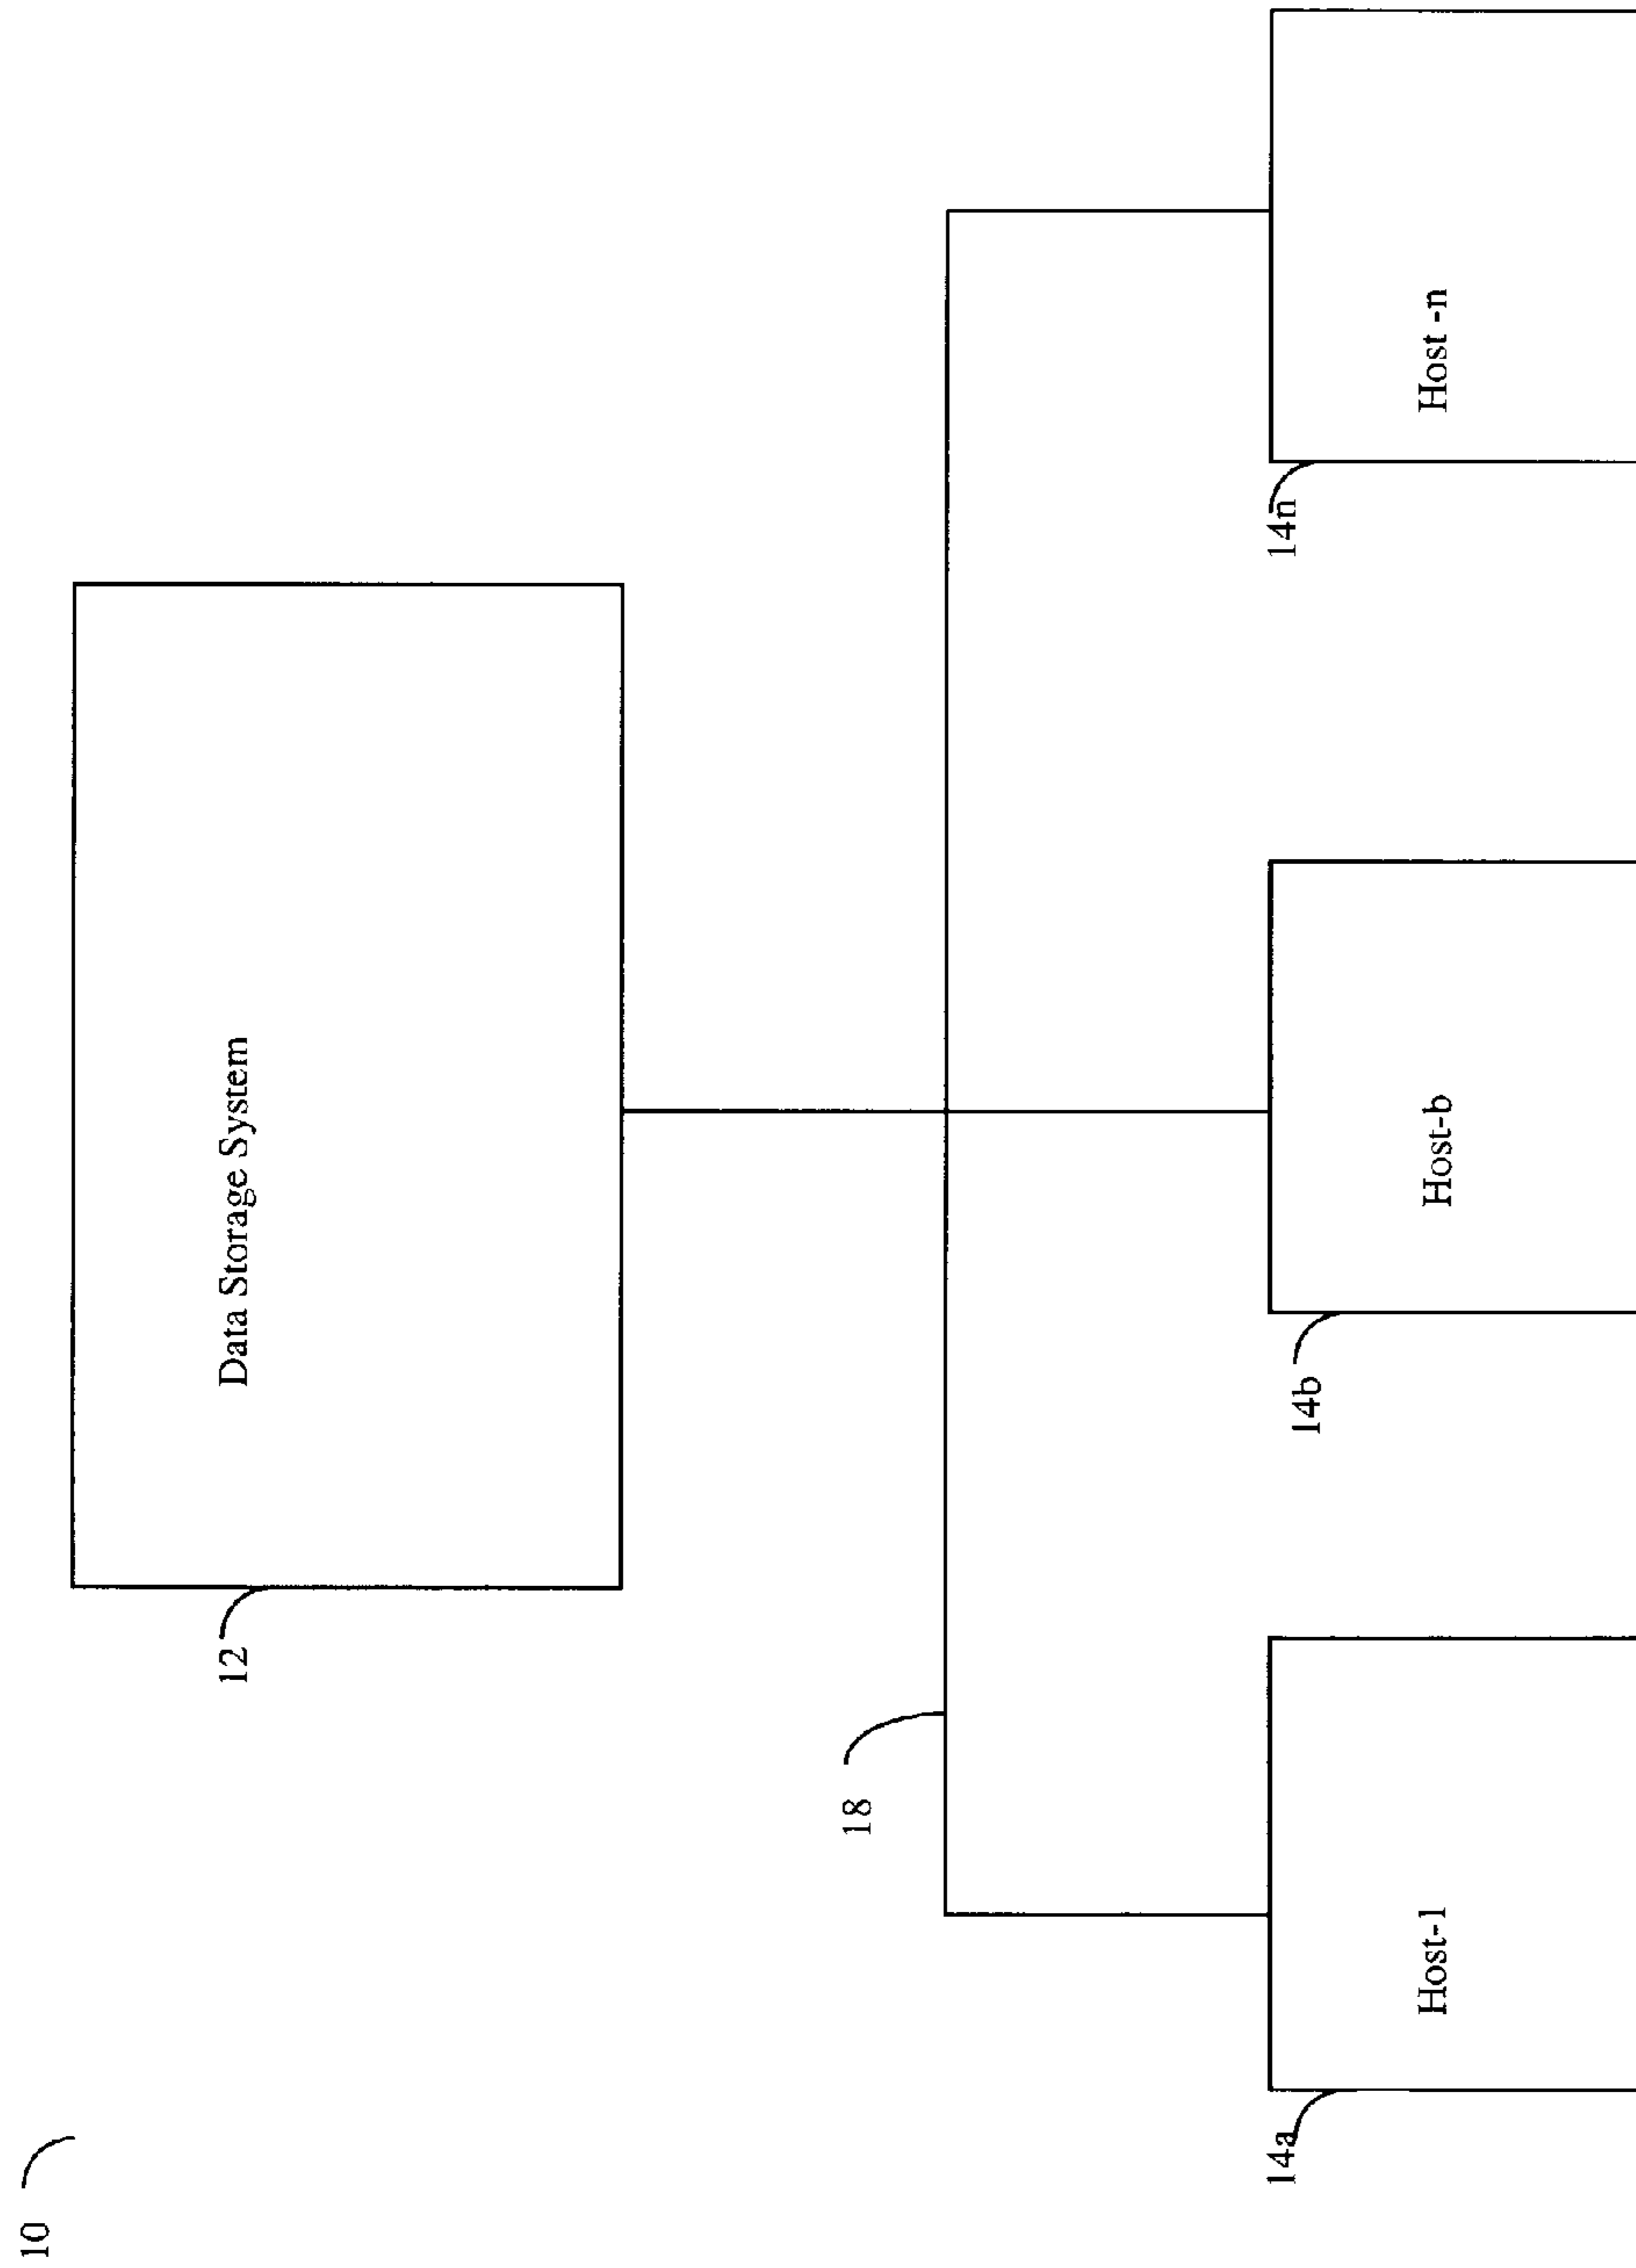 10
12
Data Storage System
18
14a
Host-1
14b
Host-b
14n
Host -n